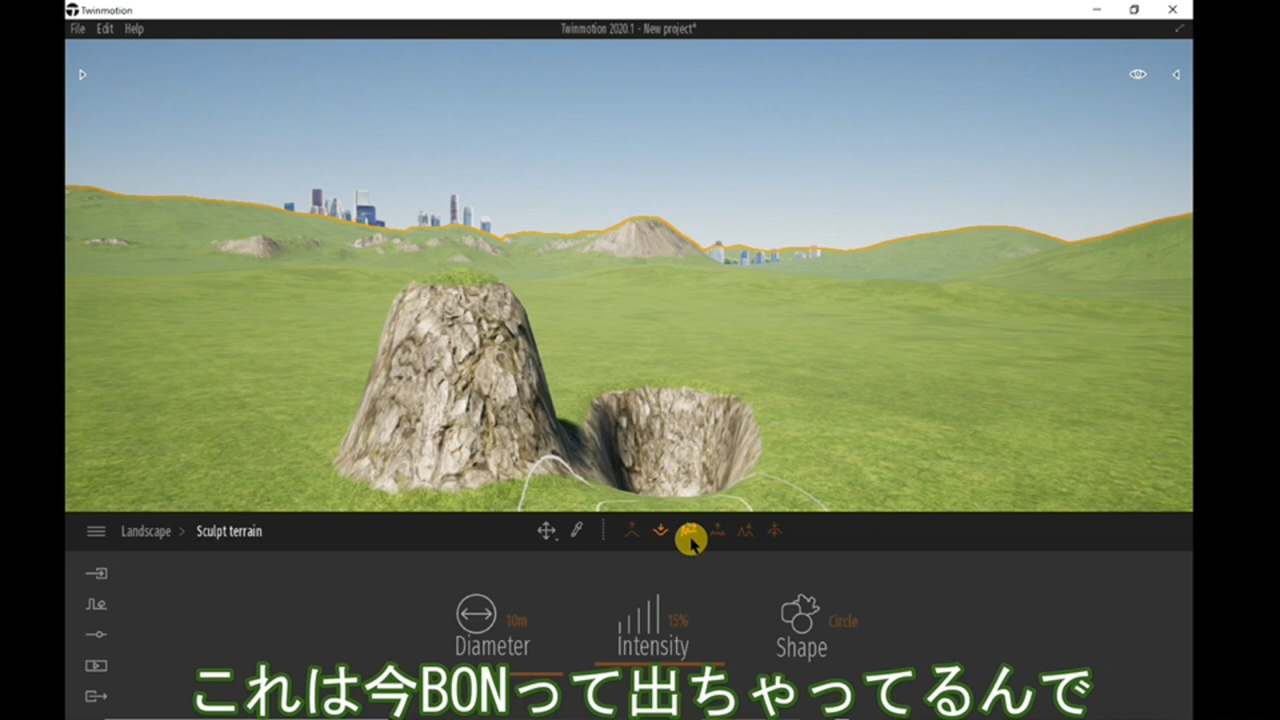 Twinmotion
File Edit Help
Twinmotion 2020.1 - New project*
Landscape > Sculpt terrain
10m
Diameter
15%
Intensity
Circle
Shape
これは今BONって出ちゃってるんで